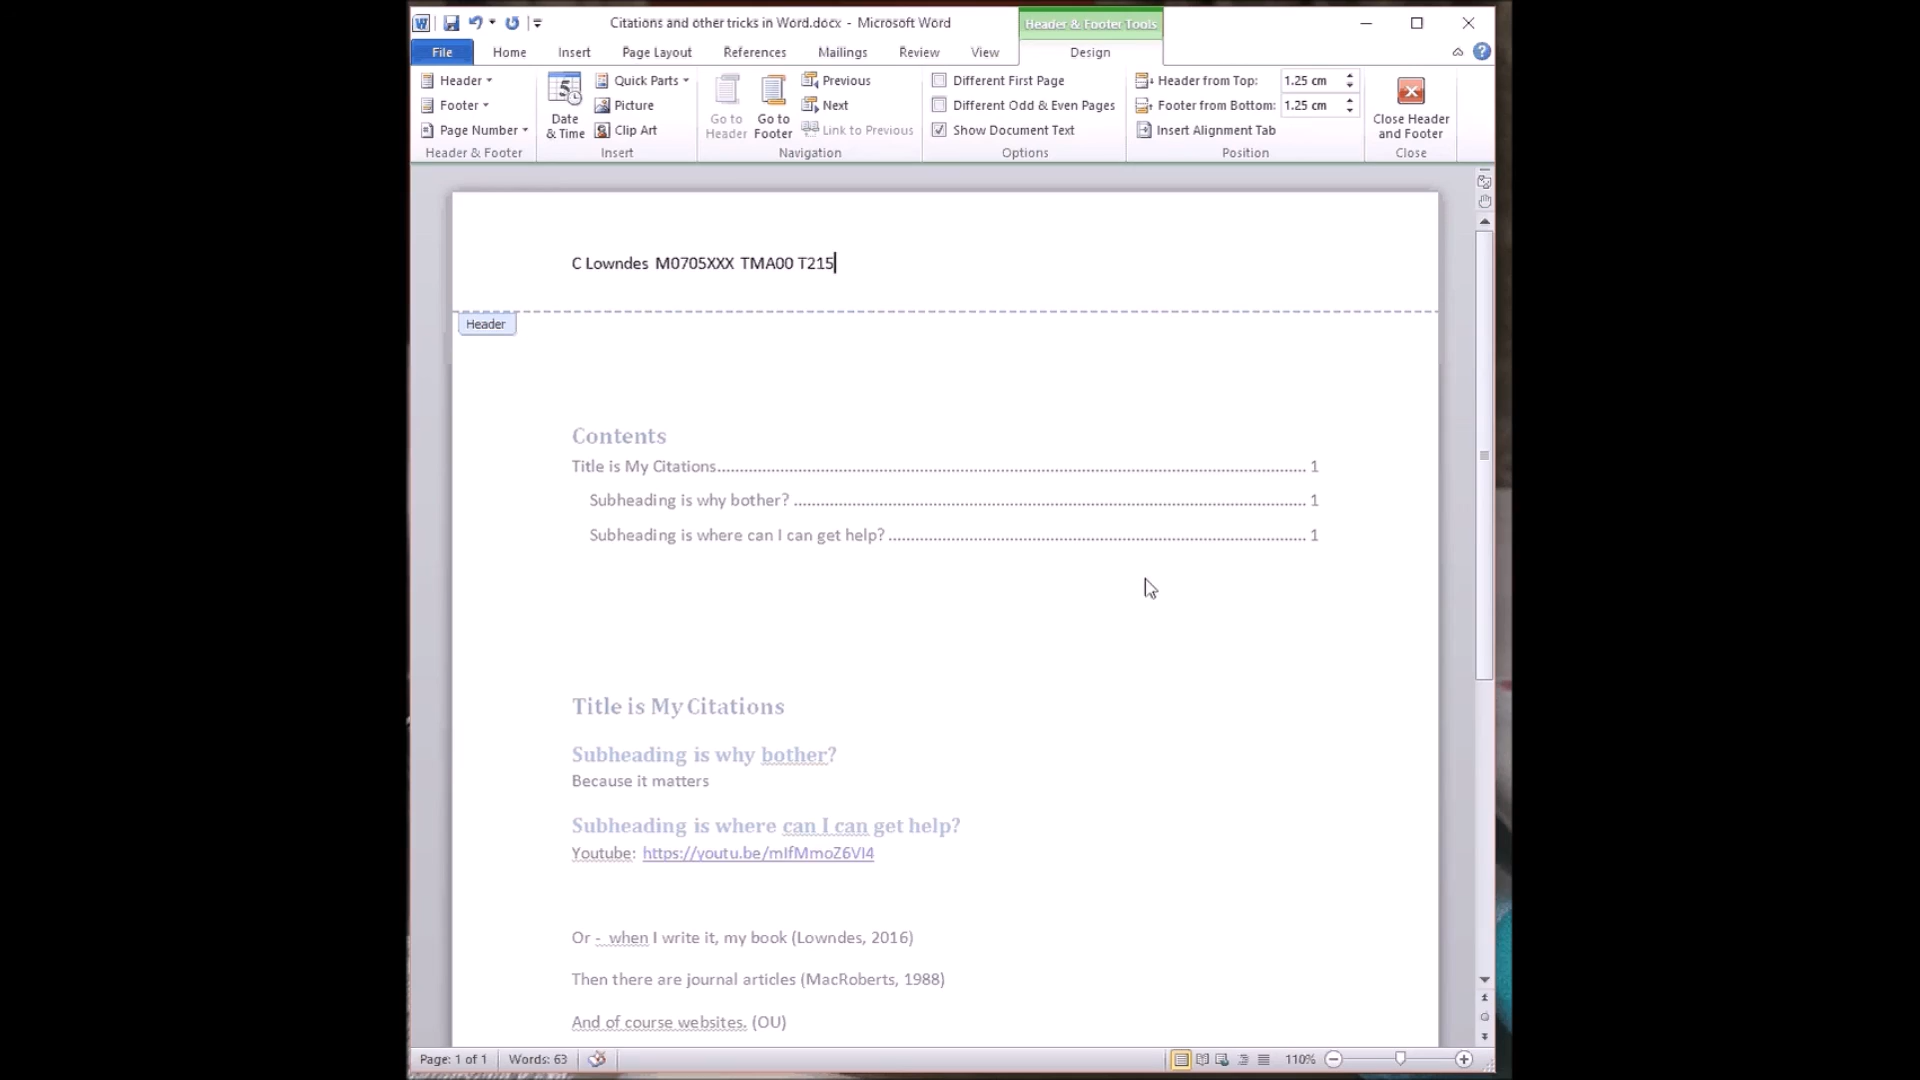 Citations and other tricks in Word.docx - Microsoft Word
Header & Footer Tools
File Home Insert Page Layout References Mailings Review View Design
Header
Footer
Page Number
Header & Footer
Date & Time
Quick Parts
Picture
Clip Art
Insert
Go to Header
Go to Footer
Previous
Next
Link to Previous
Navigation
Different First Page
Different Odd & Even Pages
Show Document Text
Options
Header from Top: 1.25 cm
Footer from Bottom: 1.25 cm
Insert Alignment Tab
Position
Close Header and Footer
Close
C Lowndes M0705XXX TMA00 T215
Header
Contents
Title is My Citations 1
Subheading is why bother? 1
Subheading is where can I can get help? 1
Title is My Citations
Subheading is why bother?
Because it matters
Subheading is where can I can get help?
Youtube: https://youtu.be/mIfMmoZ6VI4
Or - when I write it, my book (Lowndes, 2016)
Then there are journal articles (MacRoberts, 1988)
And of course websites. (OU)
Page: 1 of 1 Words: 63 110%